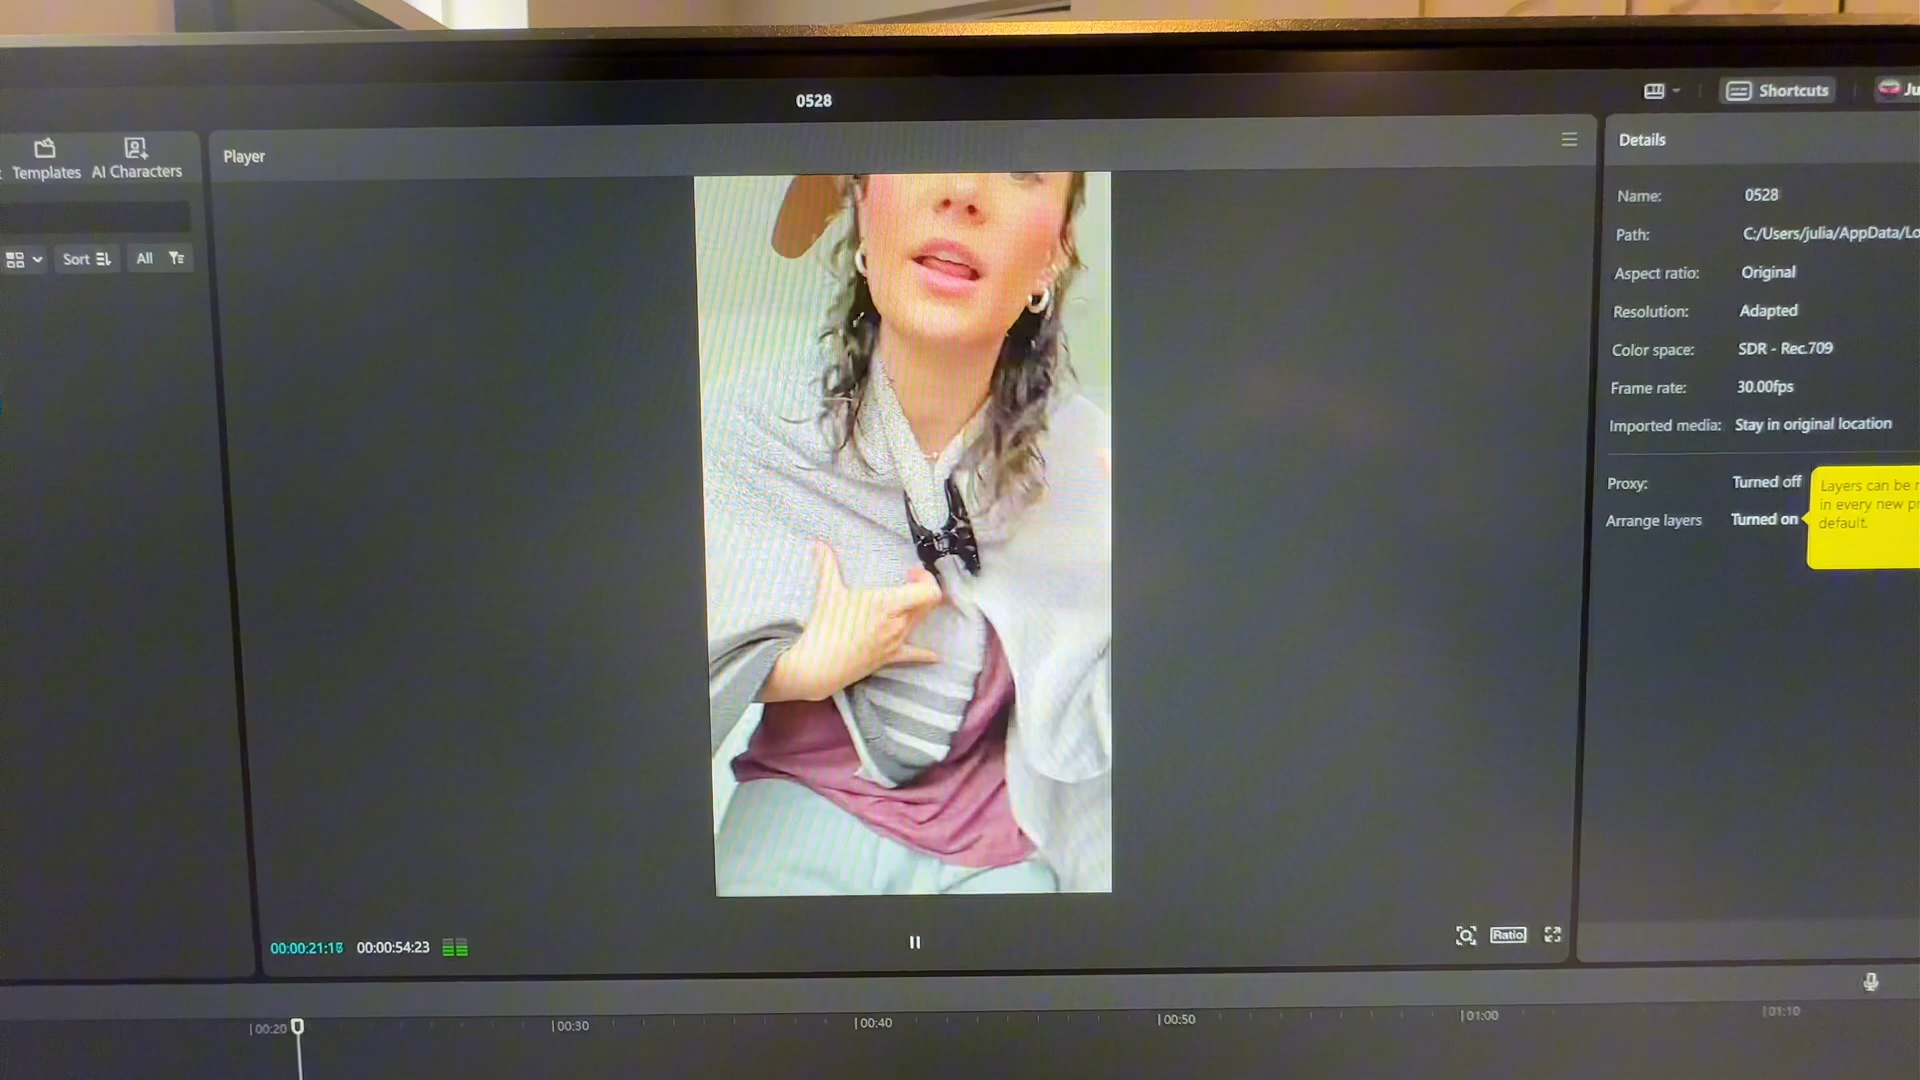 0528
Shortcuts
Ju
Templates
AI Characters
Player
Details
Sort
All
Name: 0528
Path: C:/Users/julia/AppData/Lo
Aspect ratio: Original
Resolution: Adapted
Color space: SDR - Rec.709
Frame rate: 30.00fps
Imported media: Stay in original location
Proxy: Turned off
Arrange layers Turned on
Layers can be
in every new
default.
00:00:54:23
Ratio
00:20 00:30 00:40 00:50 01:00 01:10